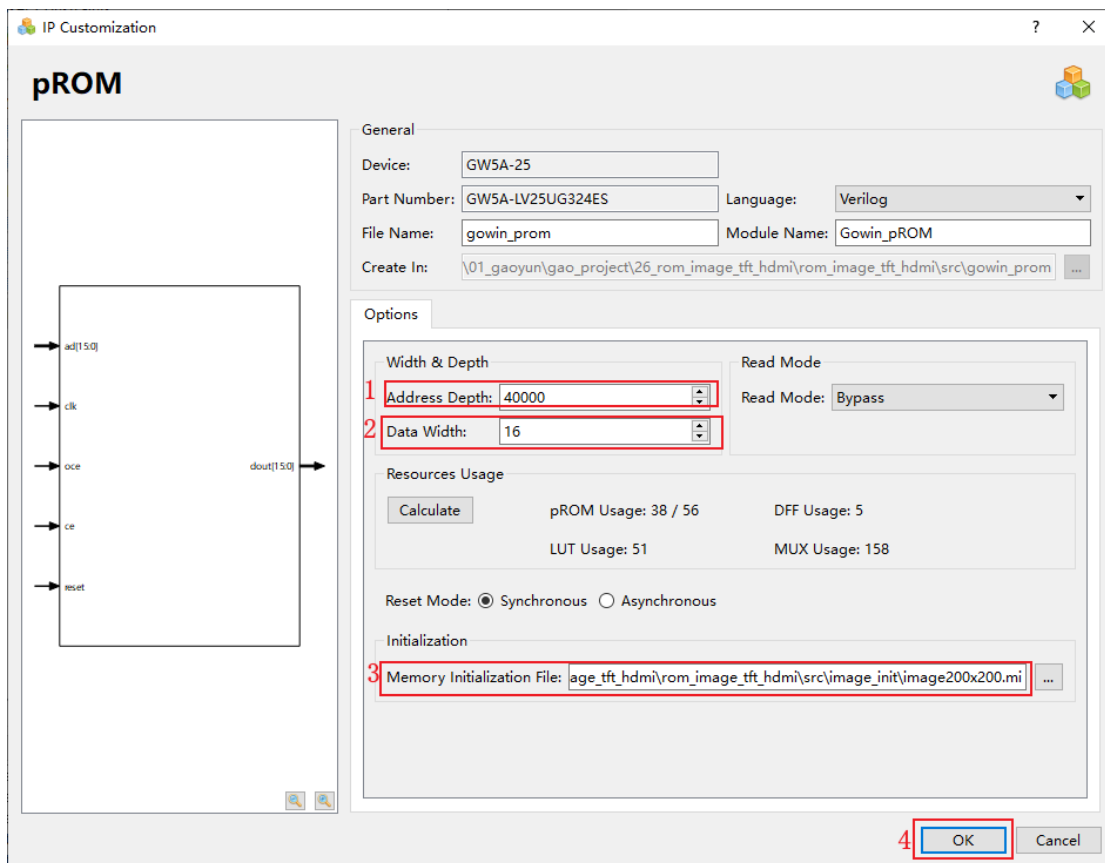 IP Customization
?
pROM
General
Device: GW5A-25
Part Number: GW5A-LV25UG324ES Language: Verilog
File Name: gowin_prom Module Name: Gowin_pROM
Create In: \01_gaoyun\gao_project\26_rom_image_tft_hdmi\rom_image_tft_hdmi\src\gowin_prom ...
Options
Width & Depth
Read Mode
1 Address Depth: 40000
Read Mode: Bypass
2 Data Width: 16
Resources Usage
Calculate pROM Usage: 38 / 56 DFF Usage: 5
LUT Usage: 51 MUX Usage: 158
Reset Mode: Synchronous Asynchronous
Initialization
3 Memory Initialization File: age_tft_hdmi\rom_image_tft_hdmi\src\image_init\image200x200.mi ...
ad[15:0]
clk
oce
dout[15:0]
ce
reset
4 OK Cancel